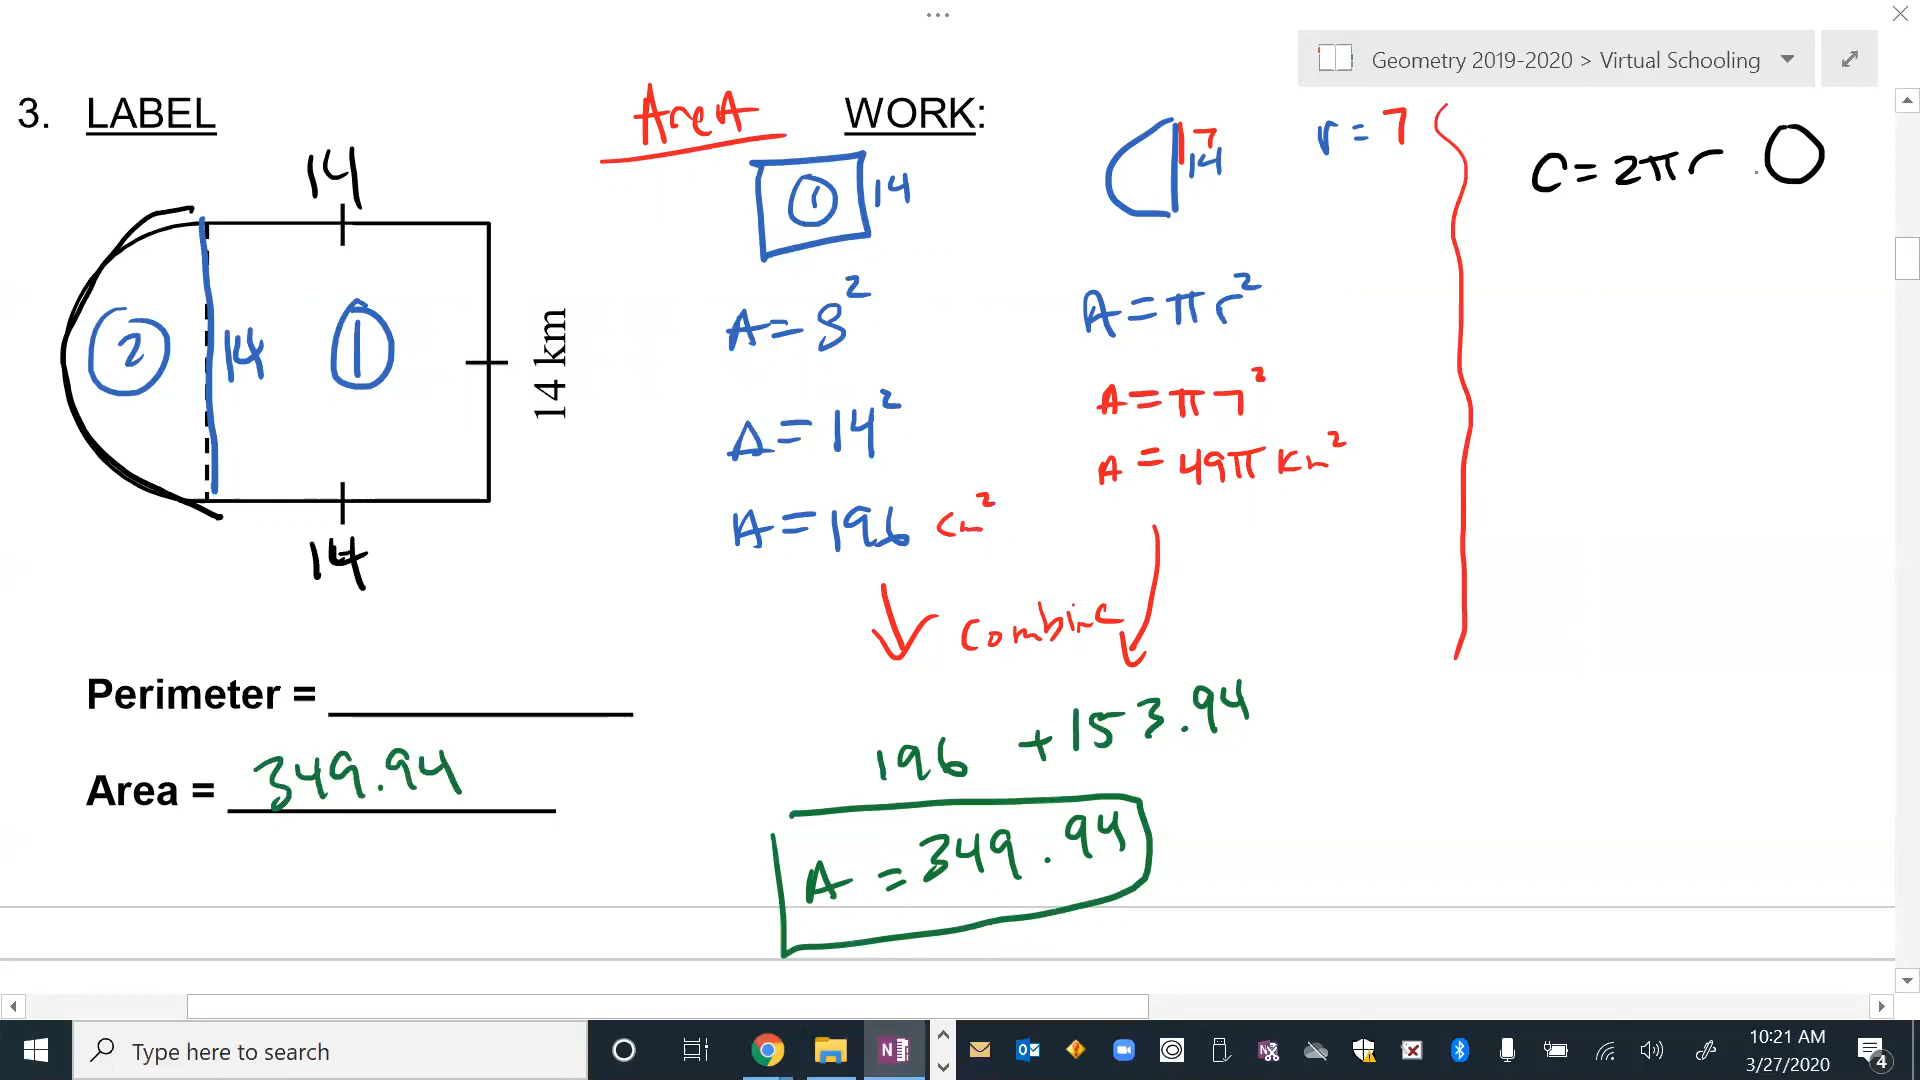 Geometry 2019-2020 > Virtual Schooling
3. LABEL
AreA
WORK:
14
14
14 km
14
2
1
1
14
7
14
r = 7
C = 2πr
A = s²
A = 14²
A = 196 cm²
A = πr²
A = π7²
A = 49π Km²
combine
196 + 153.94
A = 349.94
Perimeter =
Area = 349.94
Type here to search
10:21 AM
3/27/2020
4